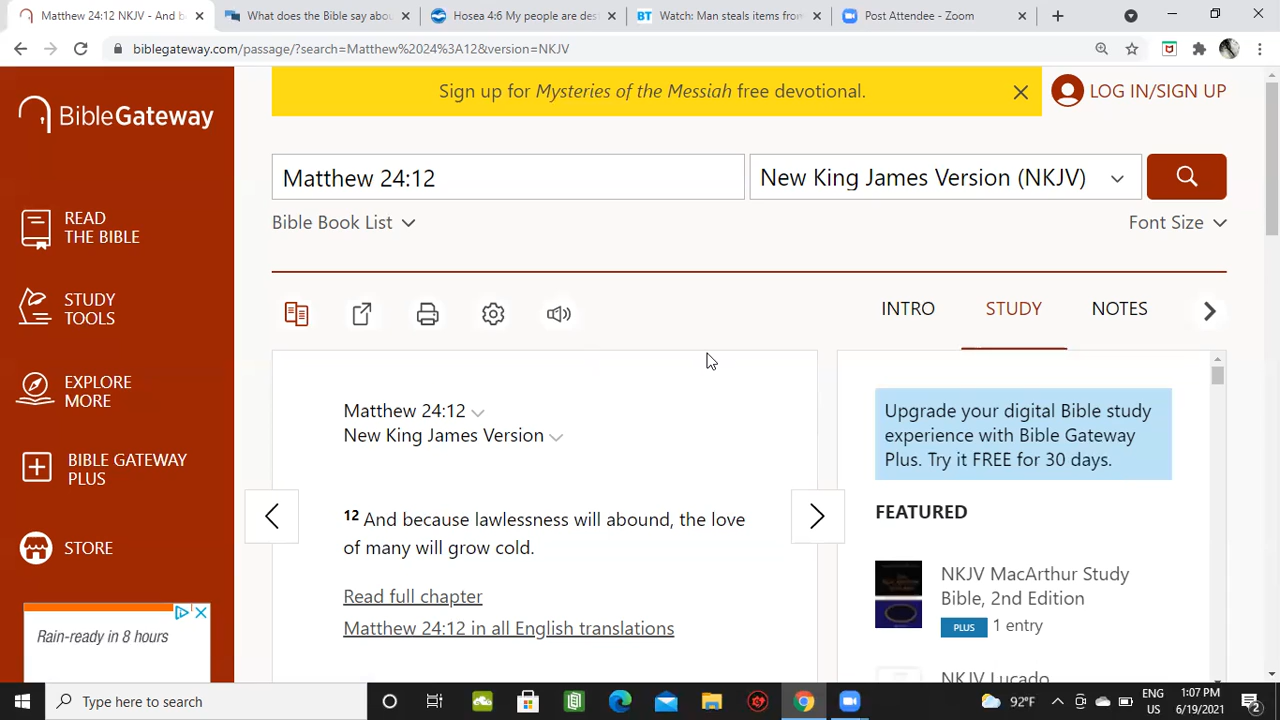 Matthew 24:12 NKJV - And b
What does the Bible say abou
Hosea 4:6 My people are dest
BT Watch: Man steals items from
Post Attendee - Zoom
biblegateway.com/passage/?search=Matthew%2024%3A12&version=NKJV
BibleGateway
Sign up for Mysteries of the Messiah free devotional.
LOG IN/SIGN UP
Matthew 24:12
New King James Version (NKJV)
Bible Book List
Font Size
READ
THE BIBLE
STUDY
TOOLS
EXPLORE
MORE
BIBLE GATEWAY
PLUS
STORE
Rain-ready in 8 hours
INTRO
STUDY
NOTES
Matthew 24:12
New King James Version
12 And because lawlessness will abound, the love
of many will grow cold.
Read full chapter
Matthew 24:12 in all English translations
Upgrade your digital Bible study
experience with Bible Gateway
Plus. Try it FREE for 30 days.
FEATURED
NKJV MacArthur Study
Bible, 2nd Edition
PLUS 1 entry
NKJV Lucado
Type here to search
92°F
ENG
US
1:07 PM
6/19/2021
2